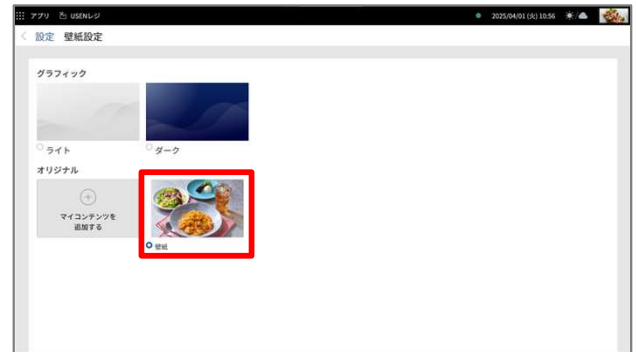 アプリ USENレジ 2025/04/01 (火) 10:56
設定 壁紙設定
グラフィック
ライト ダーク
オリジナル
マイコンテンツを
追加する
壁紙